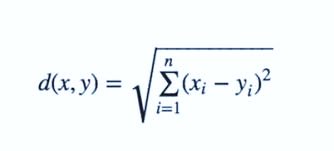 d(x, y) = √(∑_{i=1}^{n} (x_i − y_i)²)